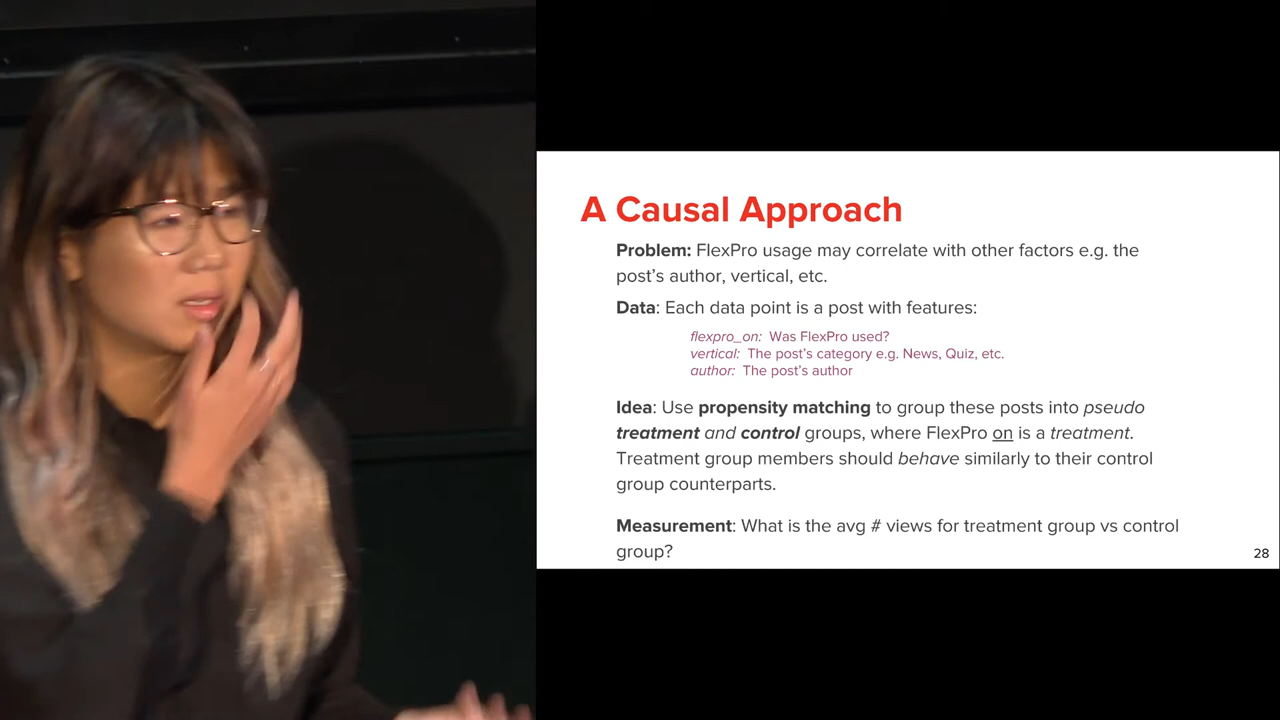 A Causal Approach
Problem: FlexPro usage may correlate with other factors e.g. the
post's author, vertical, etc.
Data: Each data point is a post with features:
flexpro_on: Was FlexPro used?
vertical: The post's category e.g. News, Quiz, etc.
author: The post's author
Idea: Use propensity matching to group these posts into pseudo
treatment and control groups, where FlexPro on is a treatment.
Treatment group members should behave similarly to their control
group counterparts.
Measurement: What is the avg # views for treatment group vs control
group?
28